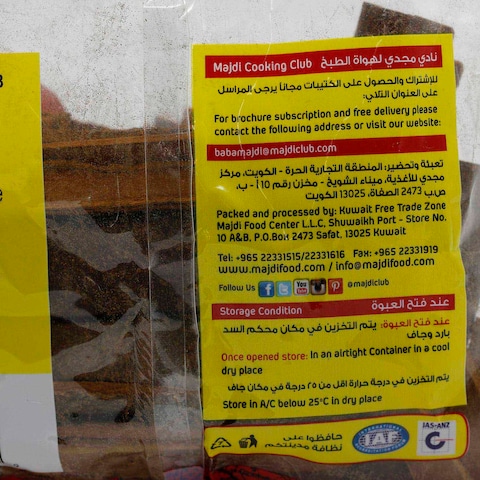 Majdi Cooking Club نادي مجدي لهواة الطبخ
للإشتراك والحصول على الكتيبات مجاناً يرجى المراسل
على العنوان التالي:
For brochure subscription and free delivery please
contact the following address or visit our website:
babamajdi@majdiclub.com
تعبئة وتحضير: المنطقة التجارية الحرة - الكويت، مركز
مجدي للأغذية، ميناء الشويخ - مخزن رقم ١٠ أ - ب،
ص.ب 2473 الصفاة، 13025 الكويت
Packed and processed by: Kuwait Free Trade Zone
Majdi Food Center L.L.C, Shuwaikh Port - Store No.
10 A&B, P.O.Box 2473 Safat, 13025 Kuwait
Tel: +965 22331515/22331616 Fax: +965 22331919
www.majdifood.com / info@majdifood.com
Follow Us f You Tube @majdiclub
عند فتح العبوة
Storage Condition
عند فتح العبوة: يتم التخزين في مكان محكم السد
بارد وجاف
Once opened store: In an airtight Container in a cool
dry place
يتم التخزين في درجة حرارة اقل من ٢٥ درجة في مكان جاف
Store in A/C below 25°C in dry place
حافظوا على
نظافة مدينتكم
IAF
JAS-ANZ